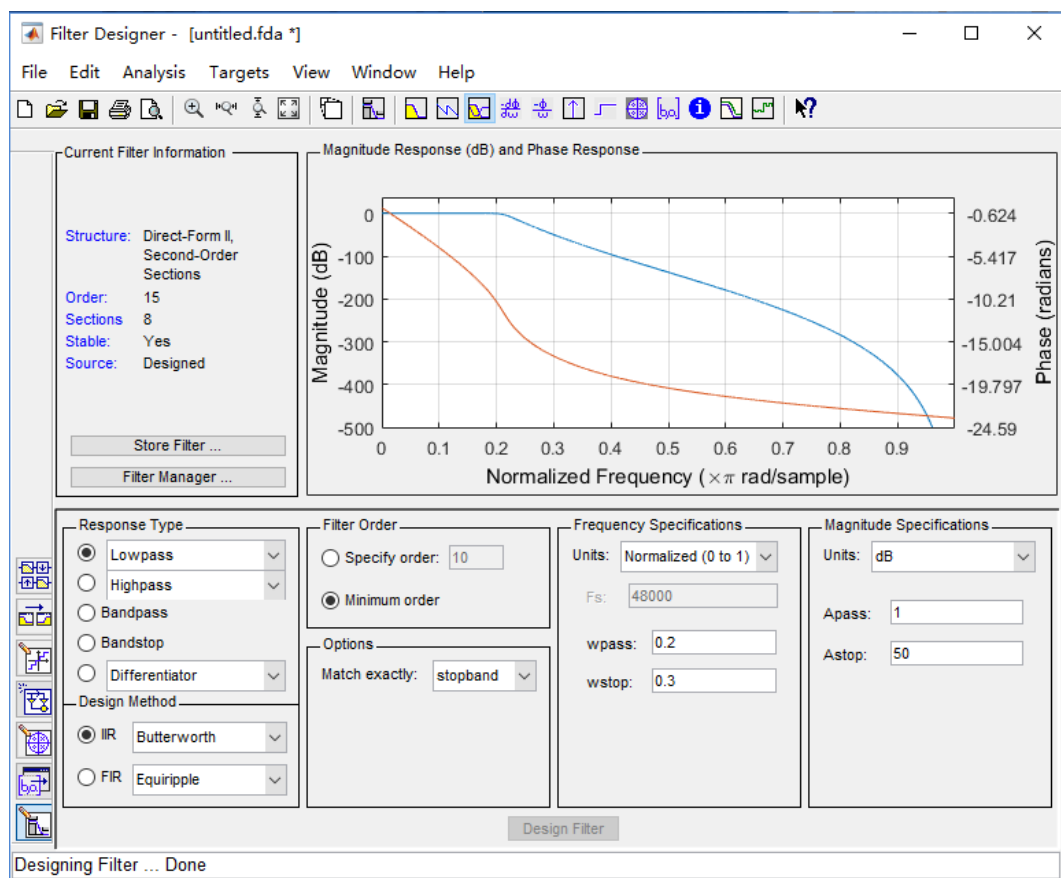 Filter Designer - [untitled.fda *]
File Edit Analysis Targets View Window Help
Current Filter Information
Structure: Direct-Form II,
Second-Order
Sections
Order: 15
Sections 8
Stable: Yes
Source: Designed
Store Filter ...
Filter Manager ...
Magnitude Response (dB) and Phase Response
Magnitude (dB)
0
-100
-200
-300
-400
-500
0 0.1 0.2 0.3 0.4 0.5 0.6 0.7 0.8 0.9
Normalized Frequency (×π rad/sample)
-0.624
-5.417
-10.21
-15.004
-19.797
-24.59
Phase (radians)
Response Type
Lowpass
Highpass
Bandpass
Bandstop
Differentiator
Design Method
IIR Butterworth
FIR Equiripple
Filter Order
Specify order: 10
Minimum order
Options
Match exactly: stopband
Frequency Specifications
Units: Normalized (0 to 1)
Fs: 48000
wpass: 0.2
wstop: 0.3
Magnitude Specifications
Units: dB
Apass: 1
Astop: 50
Design Filter
Designing Filter ... Done